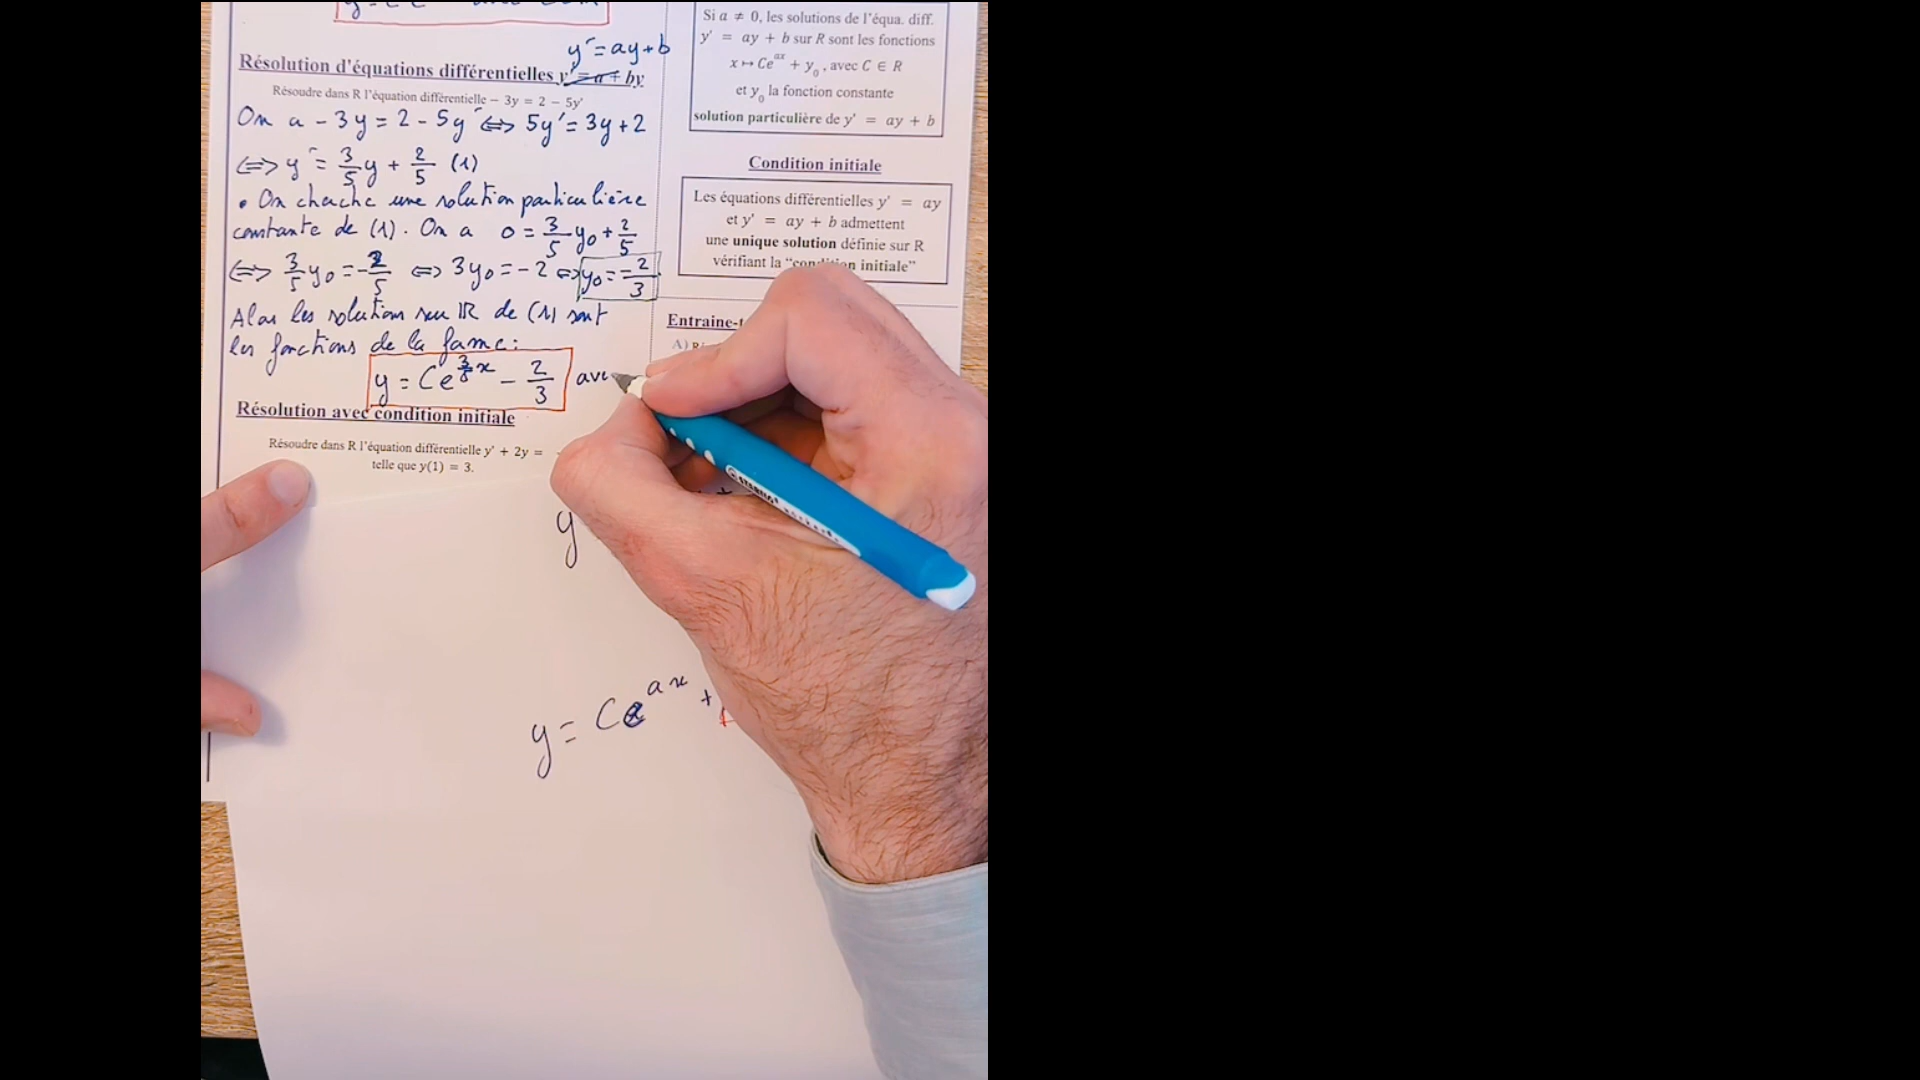 y' = ay + b
Résolution d'équations différentielles y' = a + by
Résoudre dans R l'équation différentielle − 3y = 2 − 5y'
On a - 3y = 2 - 5y' ⟺ 5y' = 3y + 2
⟺ y' = 3/5 y + 2/5 (1)
• On cherche une solution particulière
constante de (1). On a 0 = 3/5 y₀ + 2/5
⟺ 3/5 y₀ = -2/5 ⟺ 3y₀ = -2 ⟺ y₀ = -2/3
Alors les solutions sur ℝ de (1) sont
les fonctions de la forme :
y = Ce^(3/5 x) - 2/3 avec
Résolution avec condition initiale
Résoudre dans R l'équation différentielle y' + 2y =
telle que y(1) = 3.
y
y = Ce^(ax) +
Si a ≠ 0, les solutions de l'équa. diff.
y' = ay + b sur R sont les fonctions
x ↦ Ce^(ax) + y₀ , avec C ∈ R
et y₀ la fonction constante
solution particulière de y' = ay + b
Condition initiale
Les équations différentielles y' = ay
et y' = ay + b admettent
une unique solution définie sur R
vérifiant la "condition initiale"
Entraine-t
A)